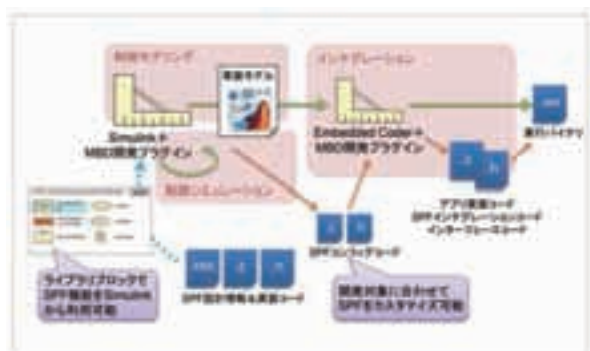 制御モデリング
インテグレーション
実装モデル
Simulink＋
MBD開発プラグイン
Embedded Coder＋
MBD開発プラグイン
実行バイナリ
制御シミュレーション
アプリ実装コード
SPFインテグレーションコード
インターフェースコード
SPFコンフィグコード
SPF設計情報＆実装コード
ライブラリブロックで
SPF機能をSimulink
から利用可能
開発対象に合わせて
SPFをカスタマイズ可能